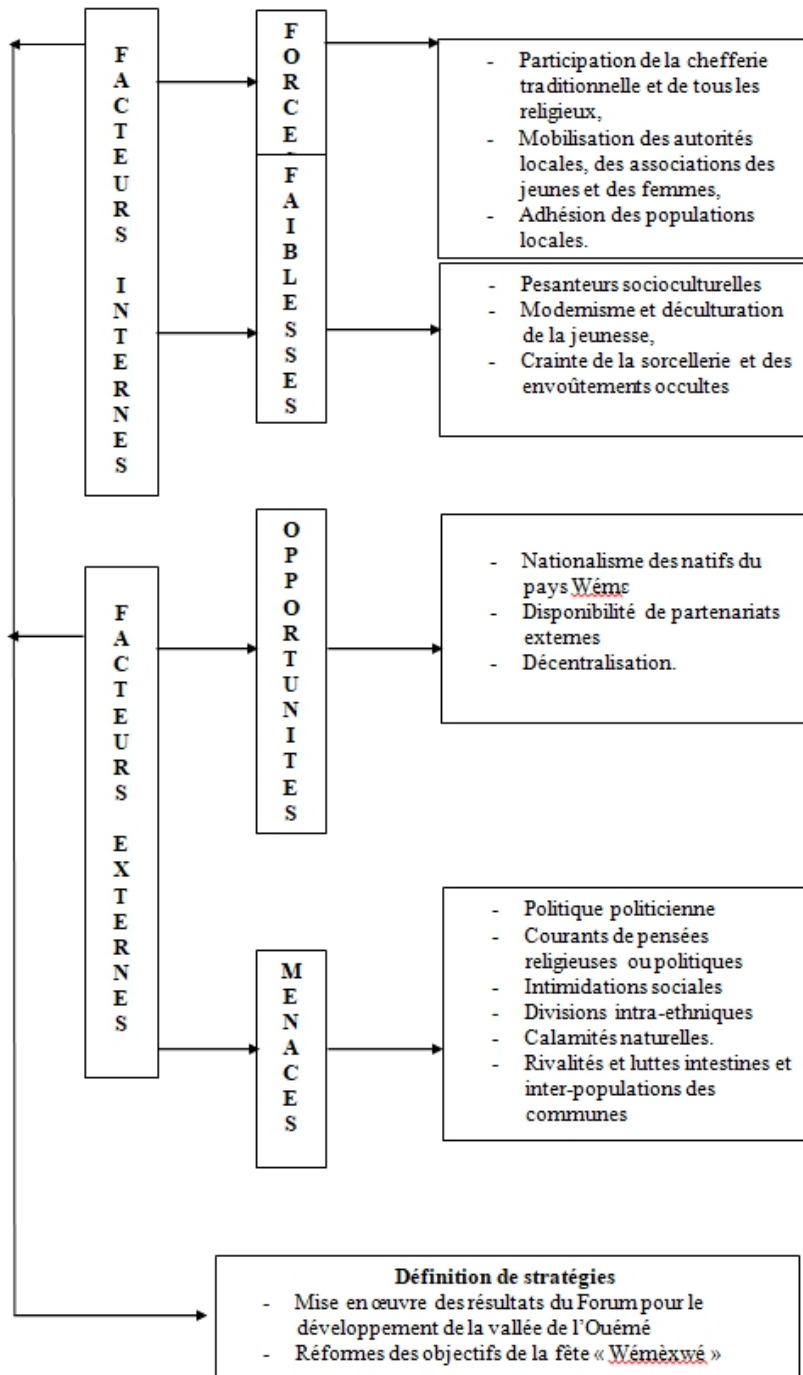 FACTEURS INTERNES
FORCES
- Participation de la chefferie
traditionnelle et de tous les
religieux,
- Mobilisation des autorités
locales, des associations des
jeunes et des femmes,
- Adhésion des populations
locales.
FAIBLESSES
- Pesanteurs socioculturelles
- Modernisme et déculturation
de la jeunesse,
- Crainte de la sorcellerie et des
envoûtements occultes
FACTEURS EXTERNES
OPPORTUNITES
- Nationalisme des natifs du
pays Wémɛ
- Disponibilité de partenariats
externes
- Décentralisation.
MENACES
- Politique politicienne
- Courants de pensées
religieuses ou politiques
- Intimidations sociales
- Divisions intra-ethniques
- Calamités naturelles.
- Rivalités et luttes intestines et
inter-populations des
communes
Définition de stratégies
- Mise en œuvre des résultats du Forum pour le
développement de la vallée de l’Ouémé
- Réformes des objectifs de la fête « Wémèxwé »